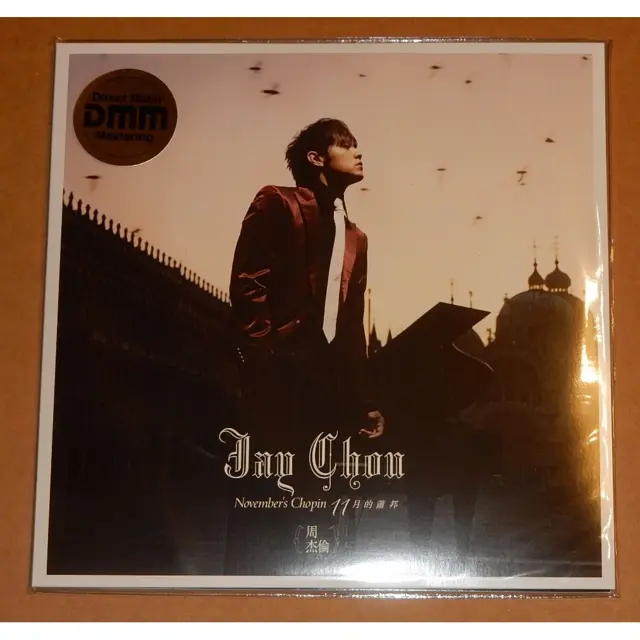 Direct Metal
DMM
Mastering
Jay Chou
November's Chopin 11月的蕭邦
周
杰倫